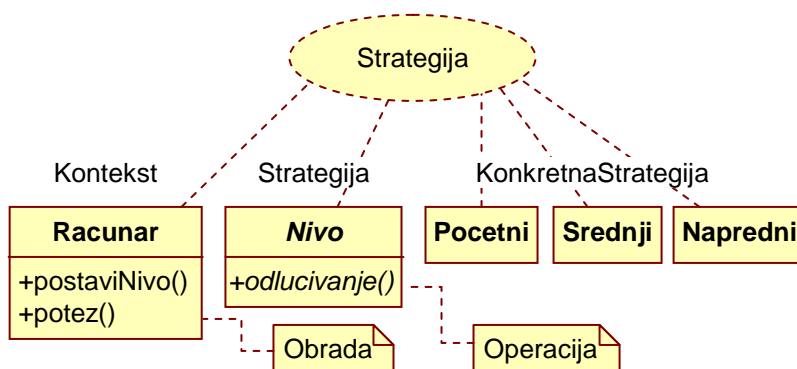 Strategija
Kontekst
Strategija
KonkretnaStrategija
Racunar
Nivo
Pocetni
Srednji
Napredni
+postaviNivo()
+odlucivanje()
+potez()
Obrada
Operacija